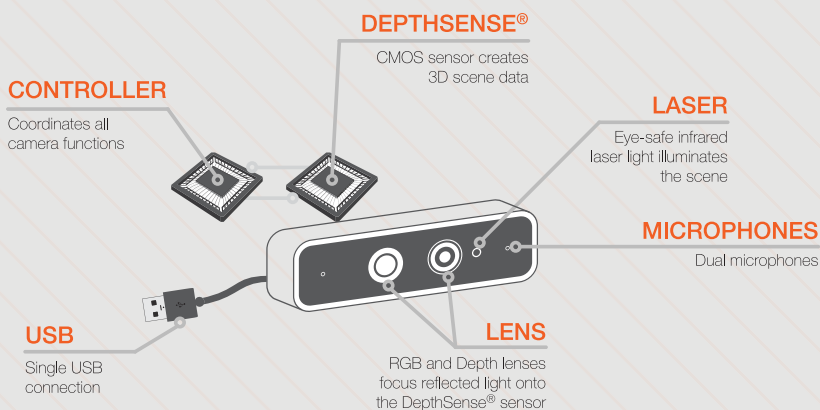 DEPTHSENSE®
CMOS sensor creates
3D scene data
CONTROLLER
Coordinates all
camera functions
LASER
Eye-safe infrared
laser light illuminates
the scene
MICROPHONES
Dual microphones
USB
Single USB
connection
LENS
RGB and Depth lenses
focus reflected light onto
the DepthSense® sensor